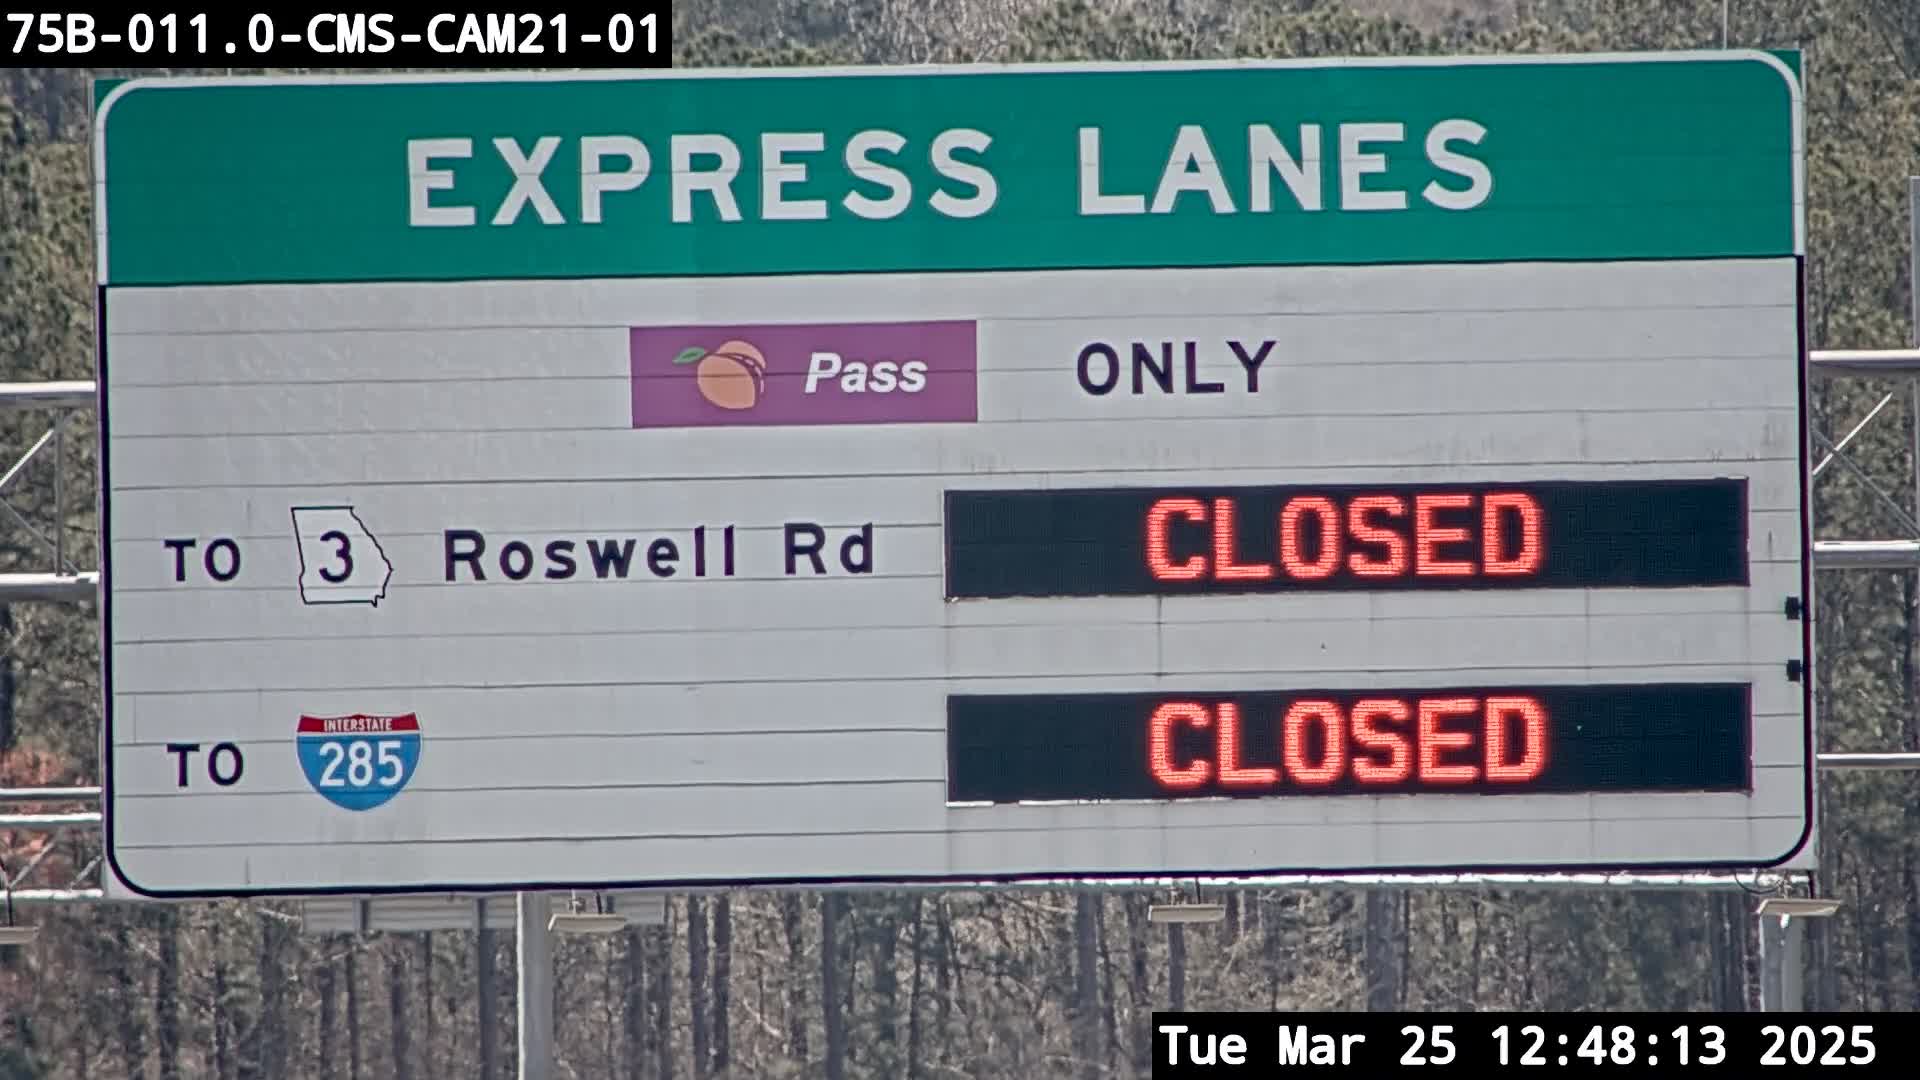 75B-011.0-CMS-CAM21-01
EXPRESS LANES
Pass ONLY
TO 3 Roswell Rd CLOSED
TO INTERSTATE 285 CLOSED
Tue Mar 25 12:48:13 2025